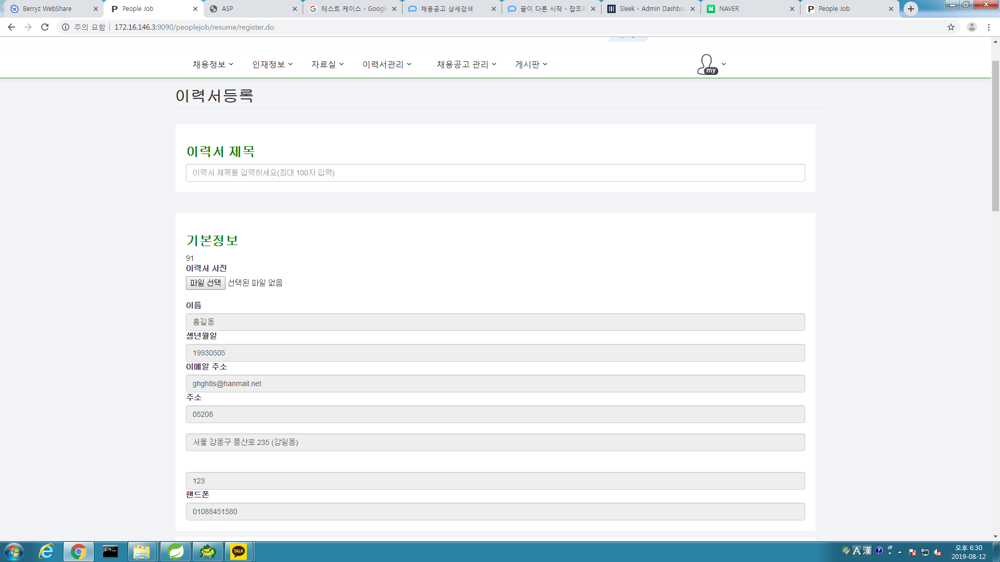 Berryz WebShare
People Job
ASP
테스트 케이스 - Google
채용공고 상세검색
끝이 다른 시작 - 잡코리
Sleek - Admin Dashboa
NAVER
People Job
주의 요함
172.16.146.3:9090/peoplejob/resume/register.do
채용정보
인재정보
자료실
이력서관리
채용공고 관리
게시판
my
이력서등록
이력서 제목
이력서 제목을 입력하세요(최대 100자 입력)
기본정보
91
이력서 사진
파일 선택 선택된 파일 없음
이름
홍길동
생년월일
19930505
이메일 주소
ghghtls@hanmail.net
주소
05208
서울 강동구 풍산로 235 (강일동)
123
핸드폰
01088451580
TALK
A 漢
오후 6:30
2019-08-12